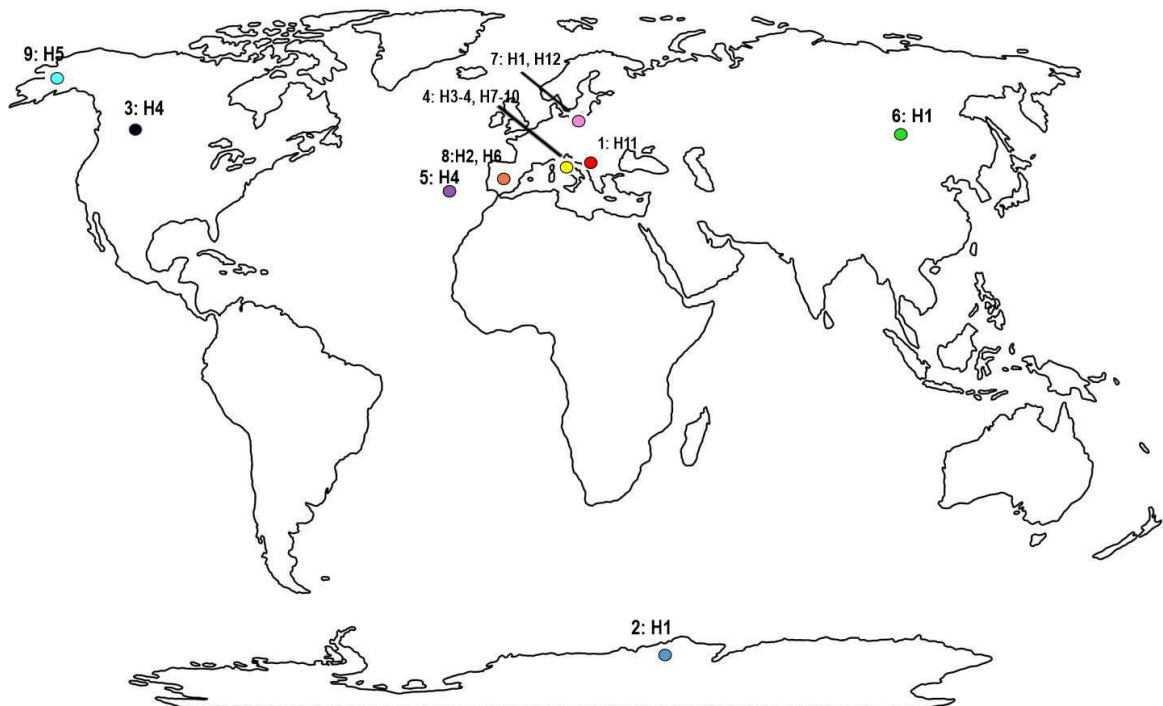 7: H1, H12
9: H5
4: H3-4, H7-10
3: H4
6: H1
1: H11
8:H2, H6
5: H4
2: H1